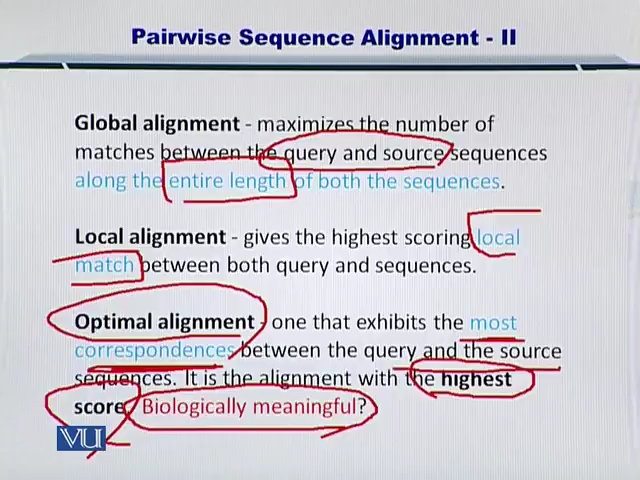 Pairwise Sequence Alignment - II
Global alignment - maximizes the number of
matches between the query and source sequences
along the entire length of both the sequences.
Local alignment - gives the highest scoring local
match between both query and sequences.
Optimal alignment - one that exhibits the most
correspondences between the query and the source
sequences. It is the alignment with the highest
score. Biologically meaningful?
VU